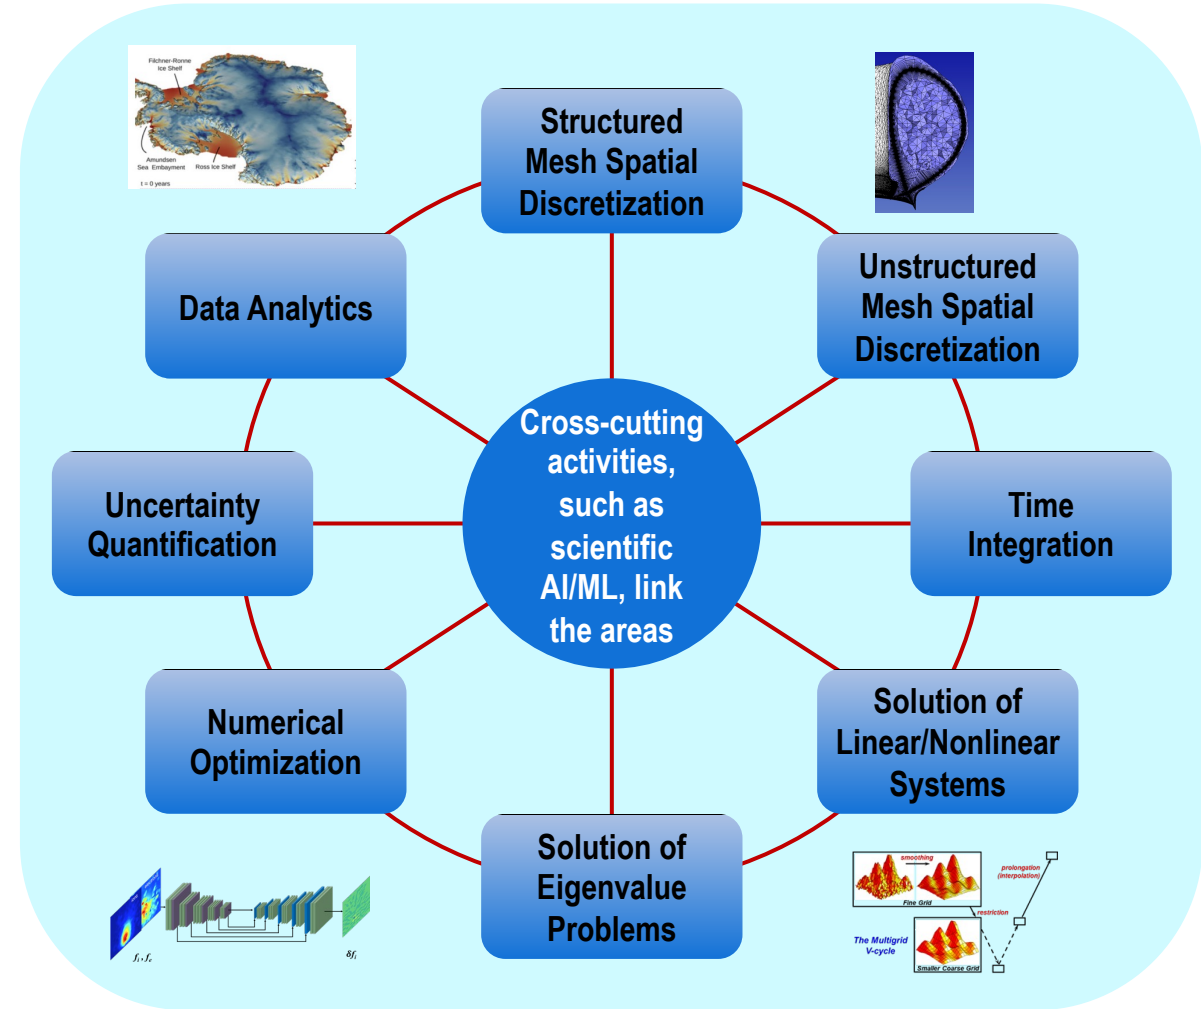 Filchner-Ronne
Ice Shelf
Amundsen
Sea Embayment
Ross Ice Shelf
t = 0 years
Structured
Mesh Spatial
Discretization
Unstructured
Mesh Spatial
Discretization
Data Analytics
Cross-cutting
activities,
such as
scientific
AI/ML, link
the areas
Uncertainty
Quantification
Time
Integration
Numerical
Optimization
Solution of
Linear/Nonlinear
Systems
Solution of
Eigenvalue
Problems
fᵢ , fₑ
δfᵢ
smoothing
Fine Grid
prolongation
(interpolation)
restriction
The Multigrid
V-cycle
Smaller Coarse Grid